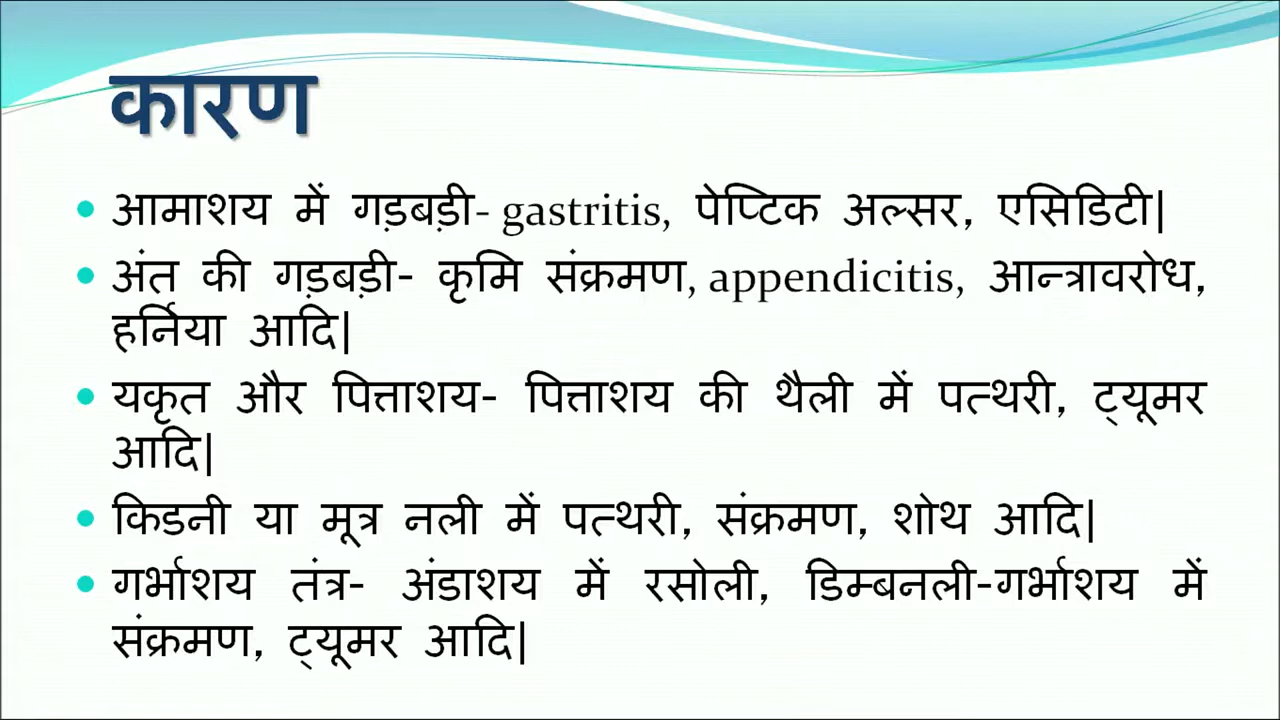 कारण
आमाशय में गड़बड़ी- gastritis, पेप्टिक अल्सर, एसिडिटी|
अंत की गड़बड़ी- कृमि संक्रमण, appendicitis, आन्त्रावरोध,
हर्निया आदि|
यकृत और पित्ताशय- पित्ताशय की थैली में पत्थरी, ट्यूमर
आदि|
किडनी या मूत्र नली में पत्थरी, संक्रमण, शोथ आदि|
गर्भाशय तंत्र- अंडाशय में रसोली, डिम्बनली-गर्भाशय में
संक्रमण, ट्यूमर आदि|